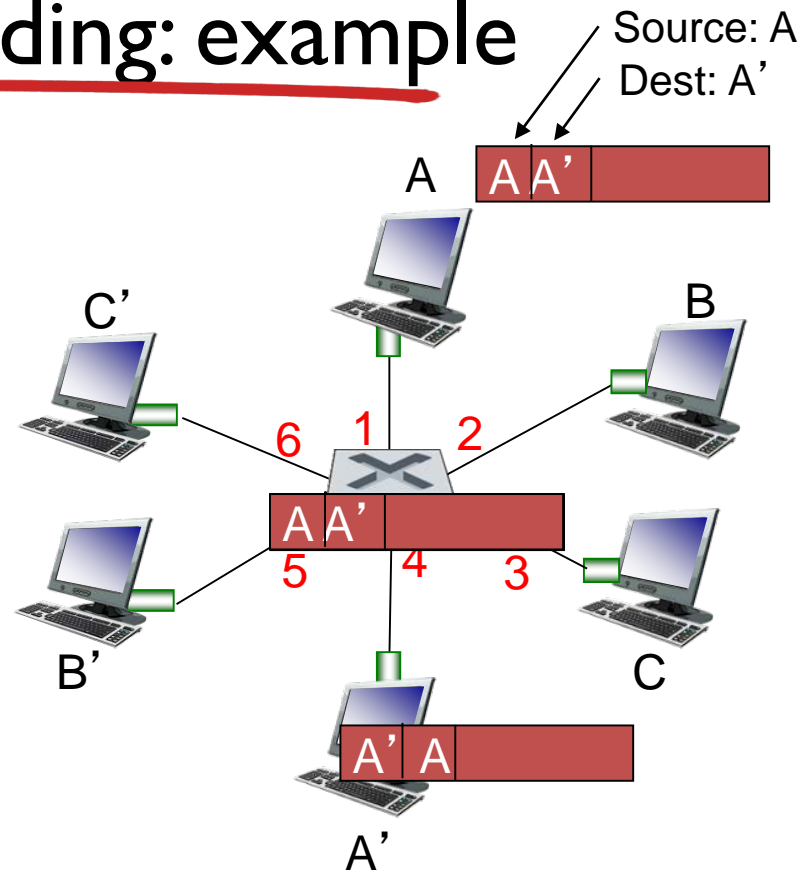 ding: example
Source: A
Dest: A’
A
A A’
C’
B
6 1 2
A A’
5 4 3
B’
C
A’ A
A’